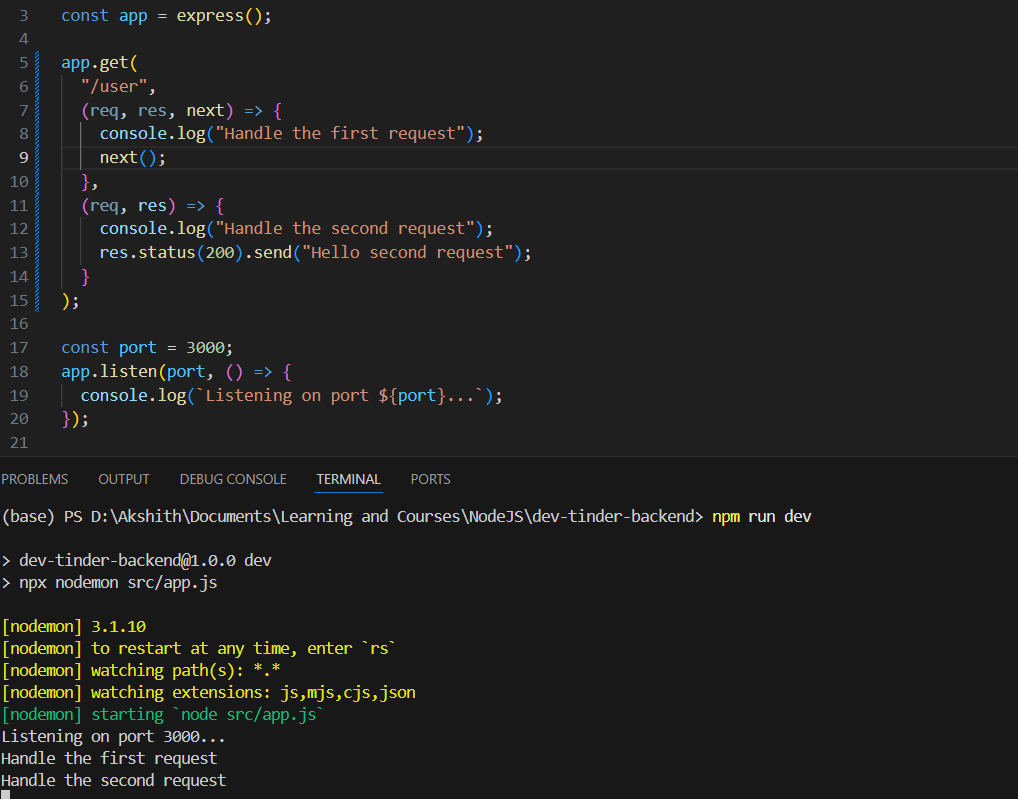 3 const app = express();
4
5 app.get(
6 "/user",
7 (req, res, next) => {
8 console.log("Handle the first request");
9 next();
10 },
11 (req, res) => {
12 console.log("Handle the second request");
13 res.status(200).send("Hello second request");
14 }
15 );
16
17 const port = 3000;
18 app.listen(port, () => {
19 console.log(`Listening on port ${port}...`);
20 });
21
PROBLEMS OUTPUT DEBUG CONSOLE TERMINAL PORTS
(base) PS D:\Akshith\Documents\Learning and Courses\NodeJS\dev-tinder-backend> npm run dev
> dev-tinder-backend@1.0.0 dev
> npx nodemon src/app.js
[nodemon] 3.1.10
[nodemon] to restart at any time, enter `rs`
[nodemon] watching path(s): *.*
[nodemon] watching extensions: js,mjs,cjs,json
[nodemon] starting `node src/app.js`
Listening on port 3000...
Handle the first request
Handle the second request